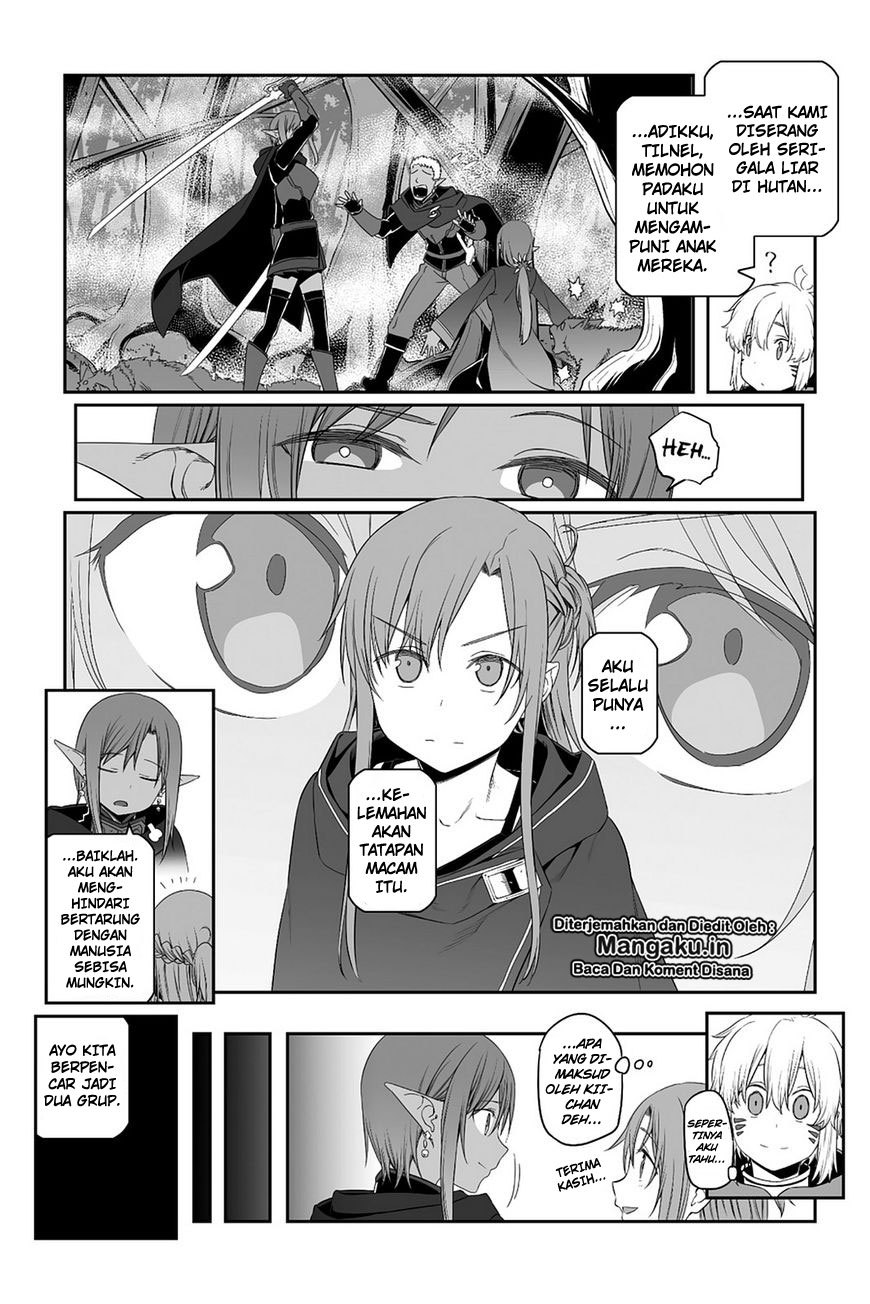 ...SAAT KAMI
DISERANG
OLEH SERI-
GALA LIAR
DI HUTAN...
...ADIKKU,
TILNEL,
MEMOHON
PADAKU
UNTUK
MENGAM-
PUNI ANAK
MEREKA.
?
HEH...
AKU
SELALU
PUNYA
...
...KE-
LEMAHAN
AKAN
TATAPAN
MACAM
ITU.
...BAIKLAH.
AKU AKAN
MENG-
HINDARI
BERTARUNG
DENGAN
MANUSIA
SEBISA
MUNGKIN.
Diterjemahkan dan Diedit Oleh :
Mangaku.in
Baca Dan Koment Disana
SEPER-
TINYA
AKU
TAHU...
...APA
YANG DI-
MAKSUD
OLEH KII-
CHAN
DEH...
TERIMA
KASIH...
AYO KITA
BERPEN-
CAR JADI
DUA GRUP.